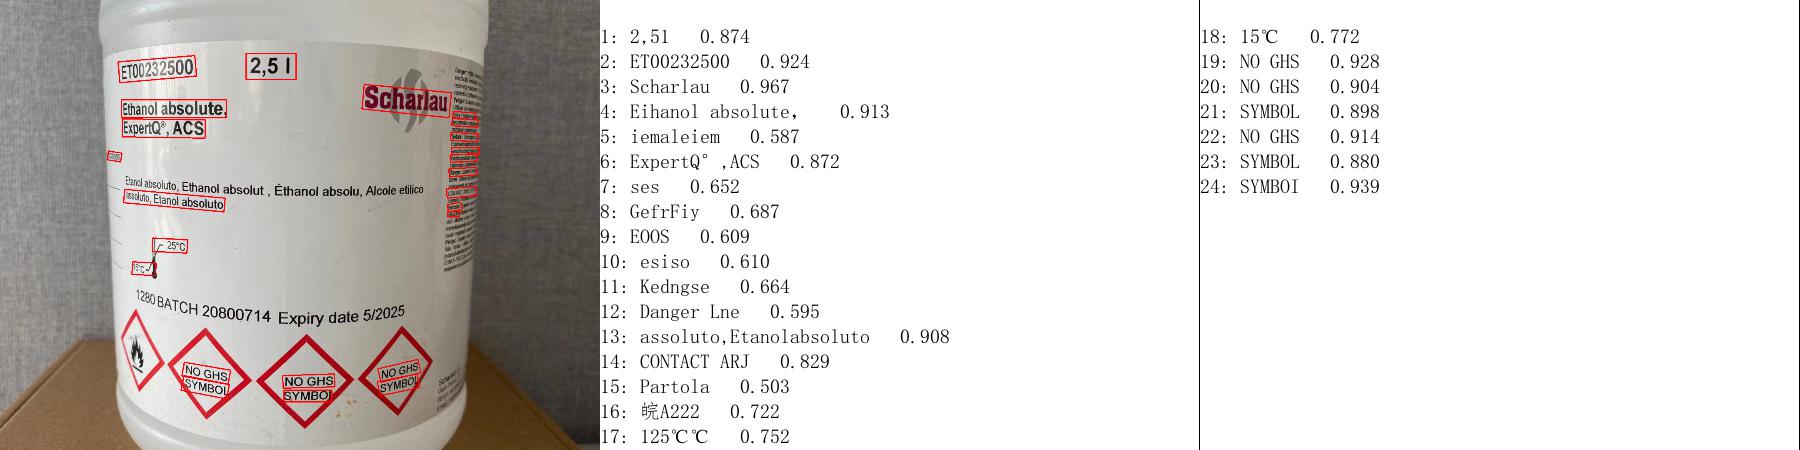 ET00232500
2,5 l
Scharlau
Ethanol absolute,
ExpertQ®, ACS
Etanol absoluto, Ethanol absolut , Éthanol absolu, Alcole etilico
assoluto, Etanol absoluto
25°C
15°C
1280 BATCH 20800714 Expiry date 5/2025
NO GHS
SYMBOL
NO GHS
SYMBOL
NO GHS
SYMBOL
1: 2,51 0.874
2: ET00232500 0.924
3: Scharlau 0.967
4: Eihanol absolute, 0.913
5: iemaleiem 0.587
6: ExpertQ° ,ACS 0.872
7: ses 0.652
8: GefrFiy 0.687
9: EOOS 0.609
10: esiso 0.610
11: Kedngse 0.664
12: Danger Lne 0.595
13: assoluto,Etanolabsoluto 0.908
14: CONTACT ARJ 0.829
15: Partola 0.503
16: 皖A222 0.722
17: 125℃℃ 0.752
18: 15℃ 0.772
19: NO GHS 0.928
20: NO GHS 0.904
21: SYMBOL 0.898
22: NO GHS 0.914
23: SYMBOL 0.880
24: SYMBOI 0.939